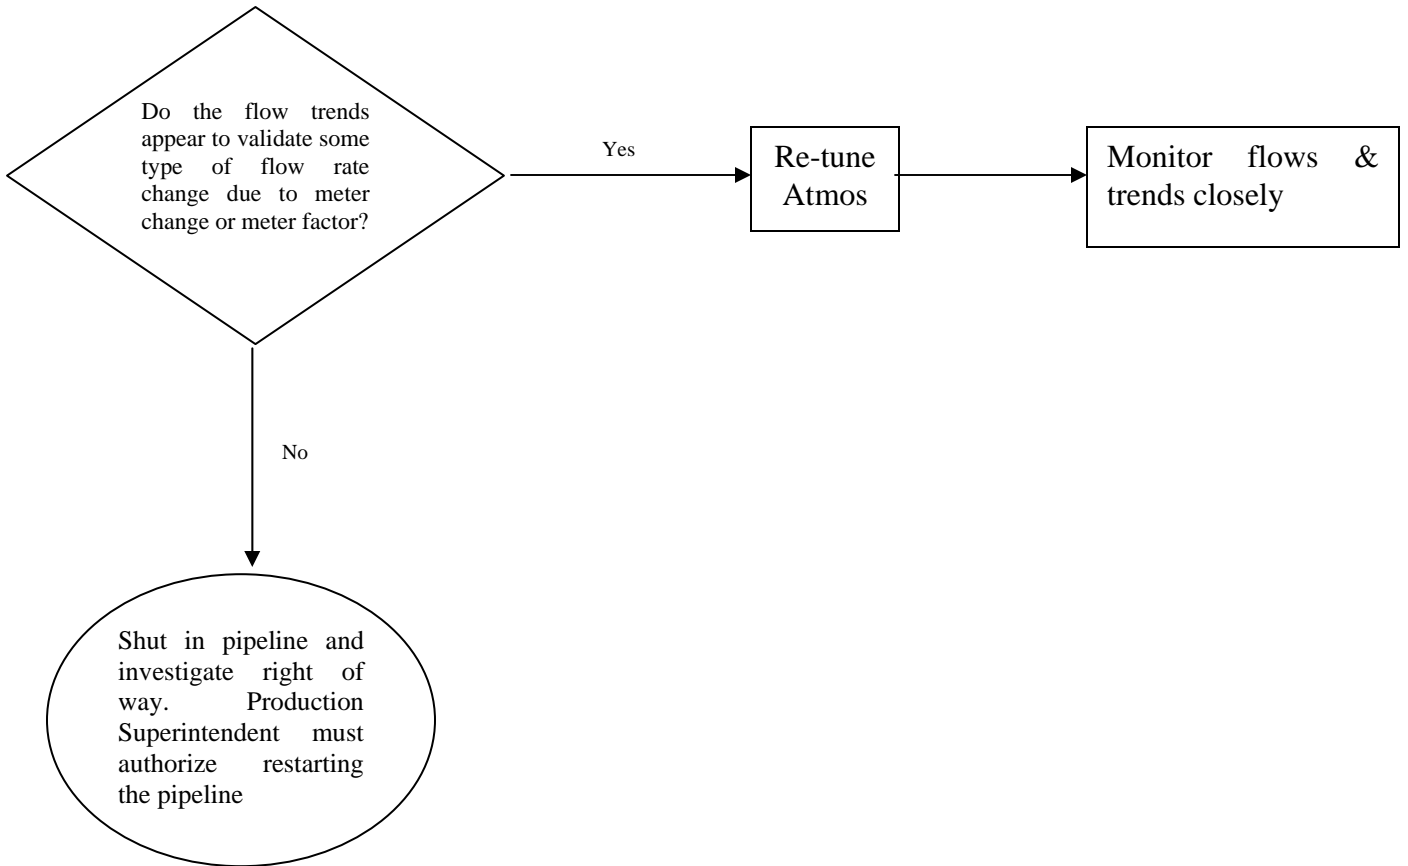 Do the flow trends
appear to validate some
type of flow rate
change due to meter
change or meter factor?
Yes
Re-tune
Atmos
Monitor flows &
trends closely
No
Shut in pipeline and
investigate right of
way. Production
Superintendent must
authorize restarting
the pipeline